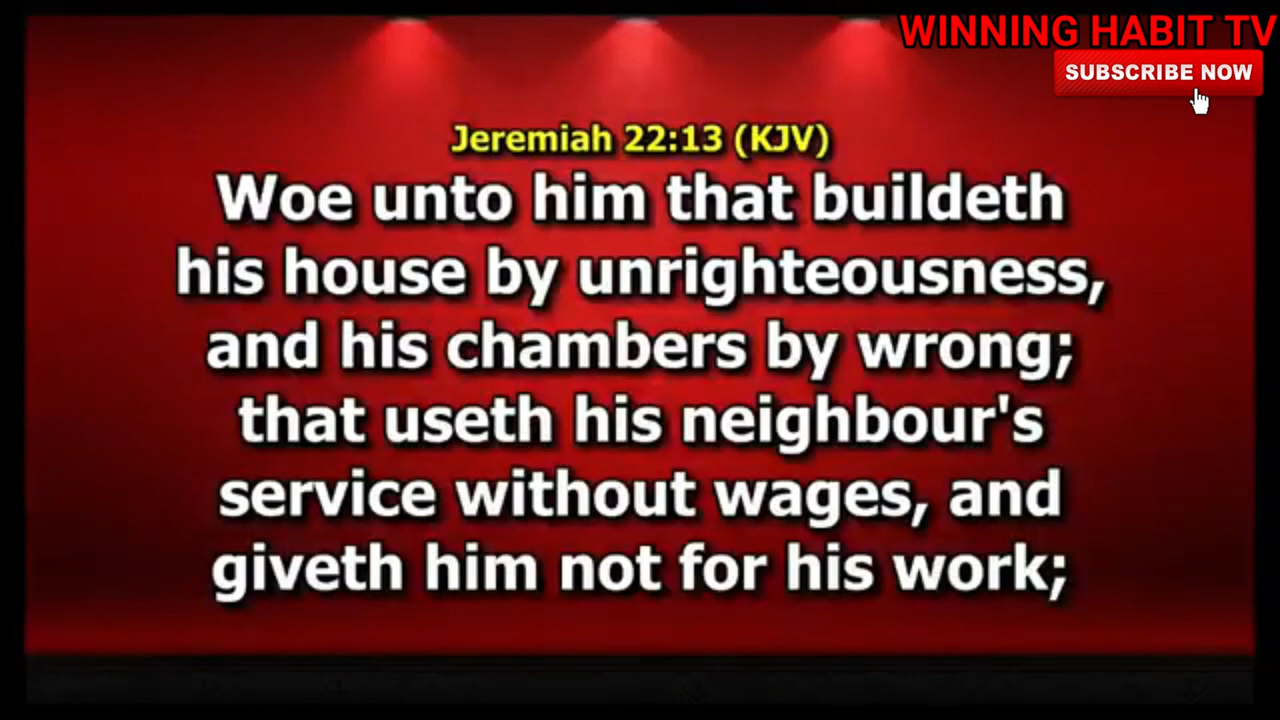 WINNING HABIT TV
SUBSCRIBE NOW
Jeremiah 22:13 (KJV)
Woe unto him that buildeth
his house by unrighteousness,
and his chambers by wrong;
that useth his neighbour's
service without wages, and
giveth him not for his work;